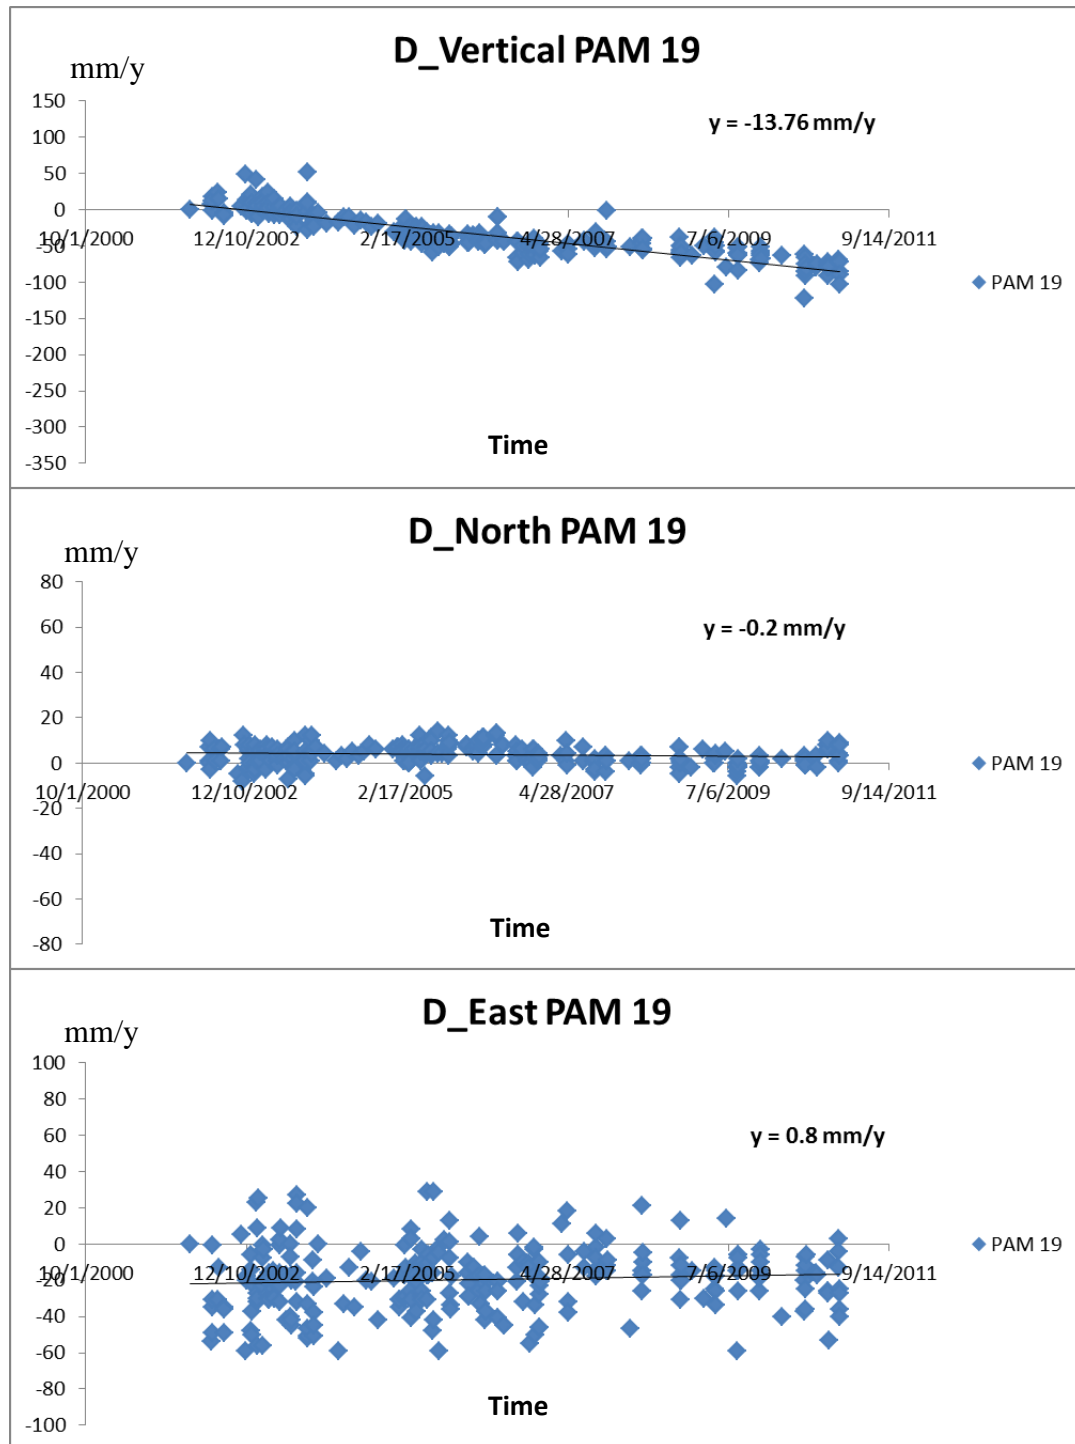 D_Vertical PAM 19
mm/y
150
y = -13.76 mm/y
100
50
0
10/1/2000 12/10/2002 2/17/2005 4/28/2007 7/6/2009 9/14/2011
-50
-100
PAM 19
-150
-200
-250
-300
Time
-350
D_North PAM 19
mm/y
80
60
y = -0.2 mm/y
40
20
0
PAM 19
10/1/2000 12/10/2002 2/17/2005 4/28/2007 7/6/2009 9/14/2011
-20
-40
-60
Time
-80
D_East PAM 19
mm/y
100
80
60
y = 0.8 mm/y
40
20
0
PAM 19
10/1/2000 12/10/2002 2/17/2005 4/28/2007 7/6/2009 9/14/2011
-20
-40
-60
-80
Time
-100